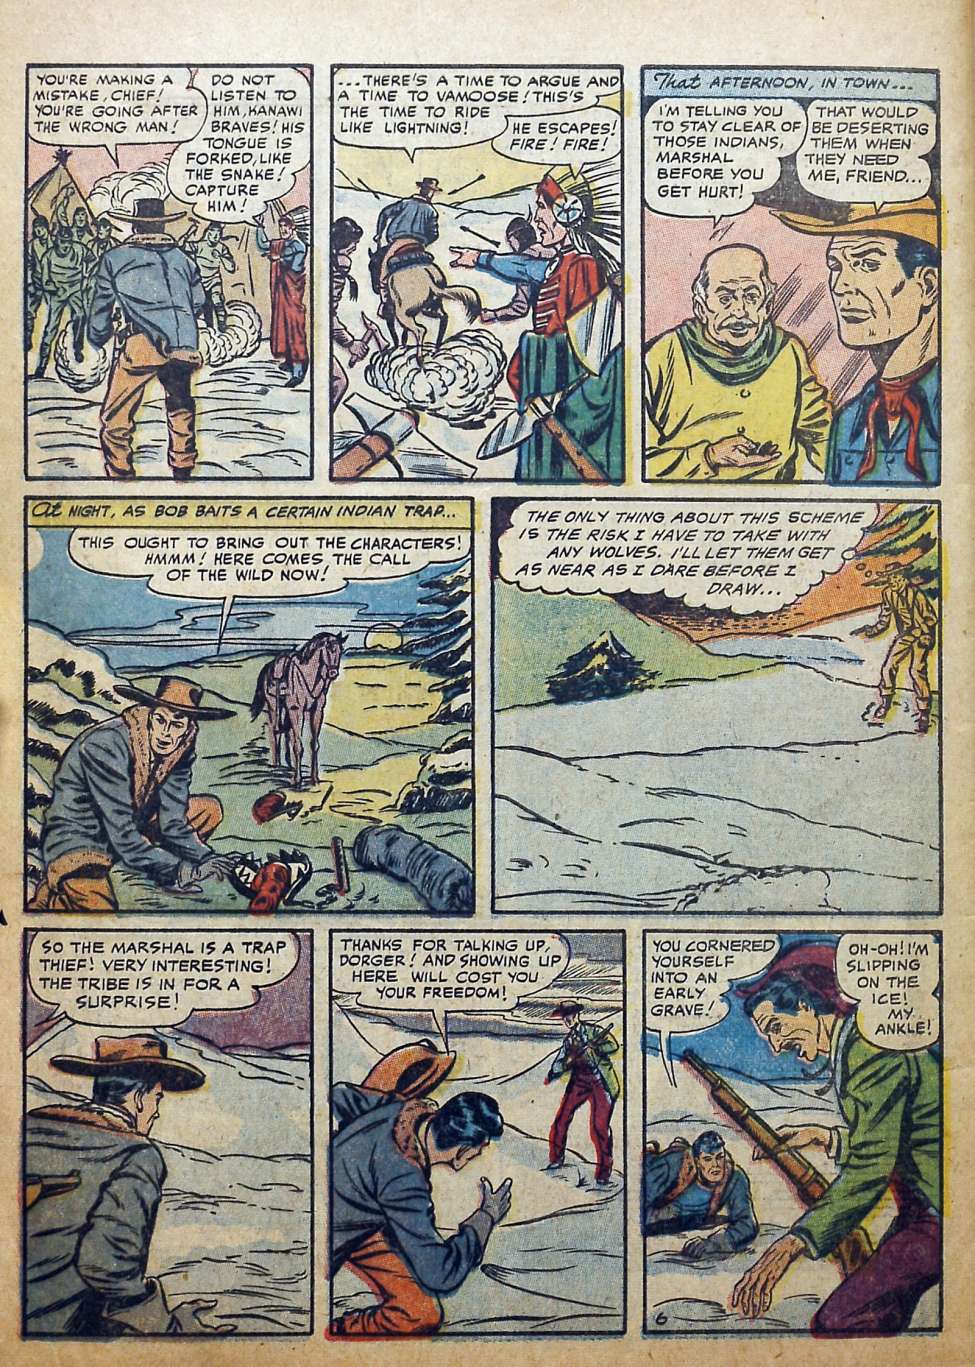 YOU'RE MAKING A
MISTAKE, CHIEF!
YOU'RE GOING AFTER
THE WRONG MAN!
DO NOT
LISTEN TO
HIM, KANAWI
BRAVES! HIS
TONGUE IS
FORKED, LIKE
THE SNAKE!
CAPTURE
HIM!
...THERE'S A TIME TO ARGUE AND
A TIME TO VAMOOSE! THIS'S
THE TIME TO RIDE
LIKE LIGHTNING!
HE ESCAPES!
FIRE! FIRE!
That AFTERNOON, IN TOWN...
I'M TELLING YOU
TO STAY CLEAR OF
THOSE INDIANS,
MARSHAL
BEFORE YOU
GET HURT!
THAT WOULD
BE DESERTING
THEM WHEN
THEY NEED
ME, FRIEND...
At NIGHT, AS BOB BAITS A CERTAIN INDIAN TRAP...
THIS OUGHT TO BRING OUT THE CHARACTERS!
HMMM! HERE COMES THE CALL
OF THE WILD NOW!
THE ONLY THING ABOUT THIS SCHEME
IS THE RISK I HAVE TO TAKE WITH
ANY WOLVES. I'LL LET THEM GET
AS NEAR AS I DARE BEFORE I
DRAW...
SO THE MARSHAL IS A TRAP
THIEF! VERY INTERESTING!
THE TRIBE IS IN FOR A
SURPRISE!
THANKS FOR TALKING UP,
DORGER! AND SHOWING UP
HERE WILL COST YOU
YOUR FREEDOM!
YOU CORNERED
YOURSELF
INTO AN
EARLY
GRAVE!
OH-OH! I'M
SLIPPING
ON THE
ICE!
MY
ANKLE!
6